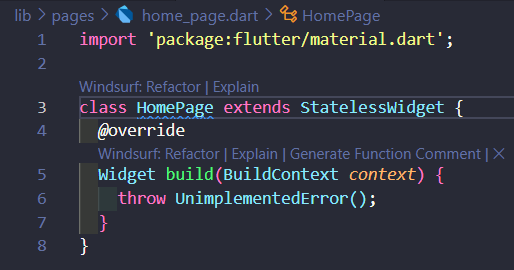 lib > pages > home_page.dart > HomePage
1 import 'package:flutter/material.dart';
2
Windsurf: Refactor | Explain
3 class HomePage extends StatelessWidget {
4 @override
Windsurf: Refactor | Explain | Generate Function Comment | ×
5 Widget build(BuildContext context) {
6 throw UnimplementedError();
7 }
8 }